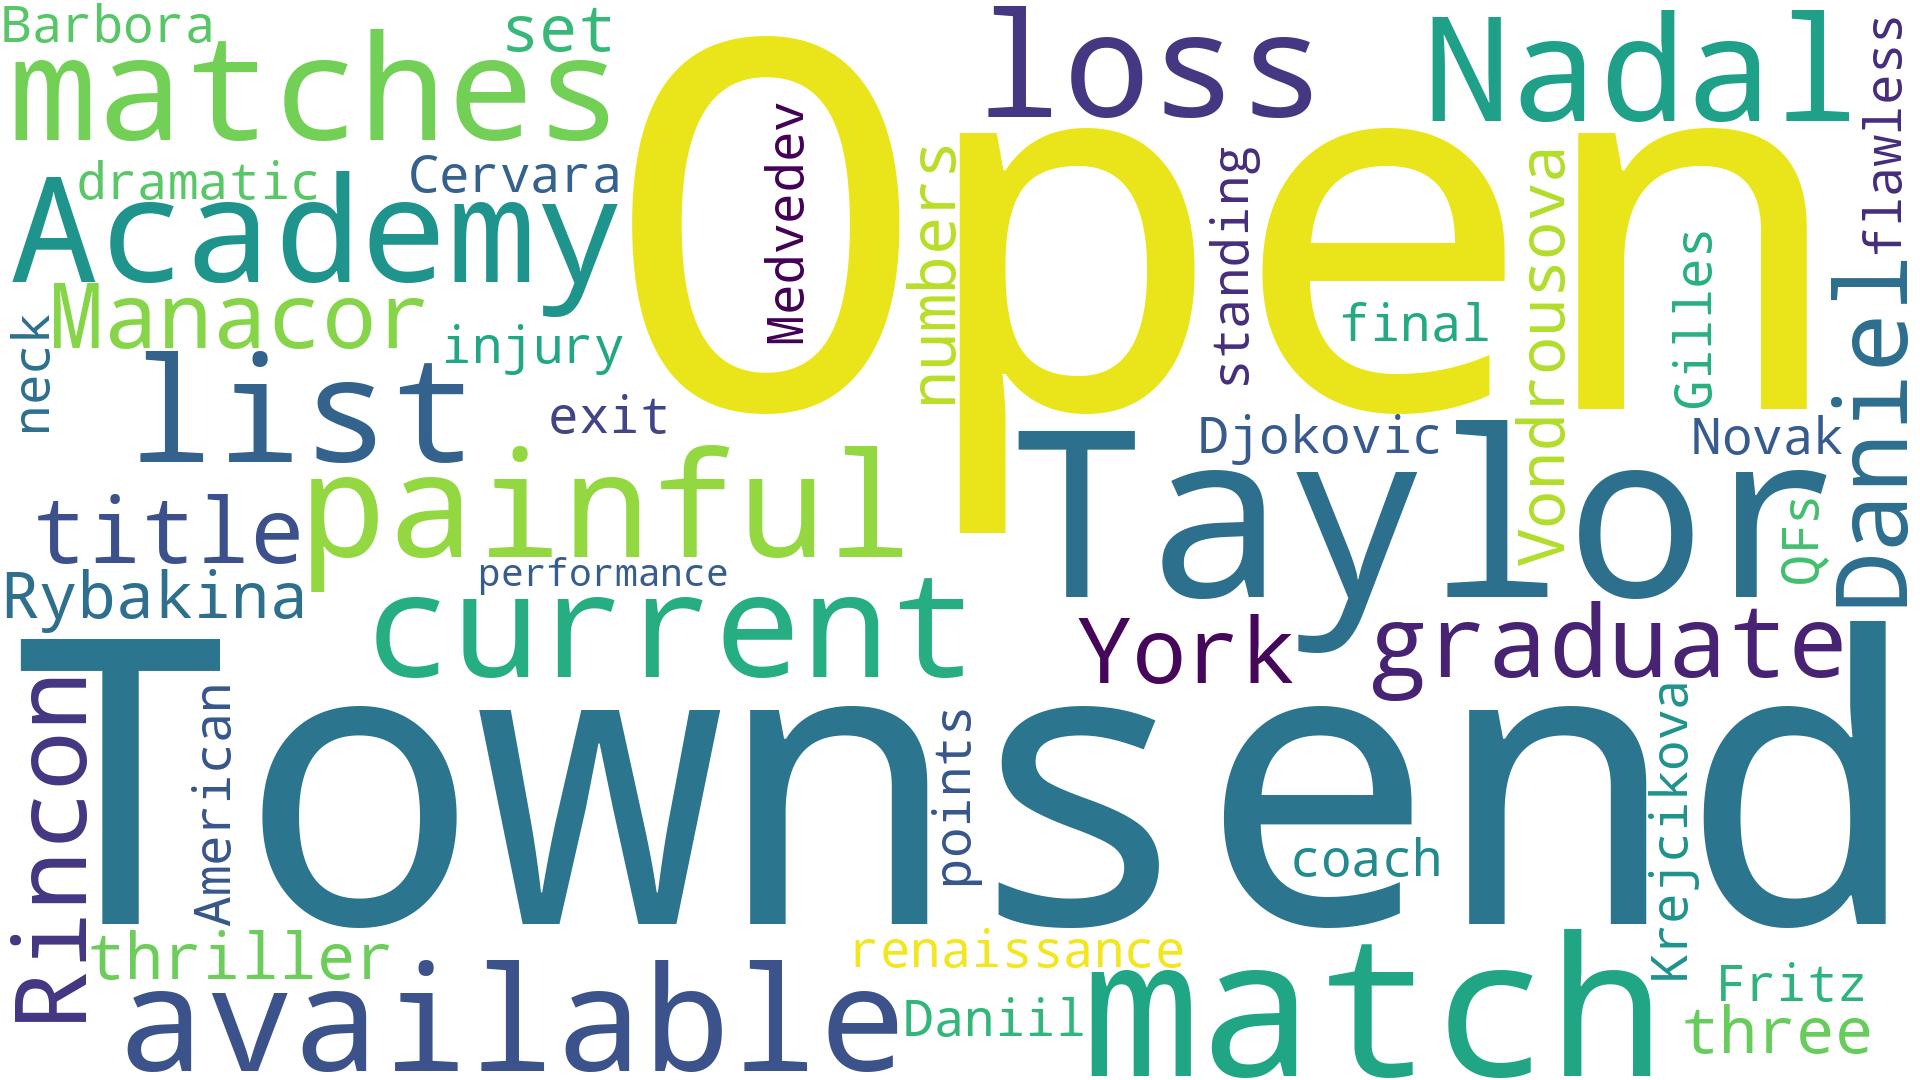 Barbora
set
matches
loss
Nadal
flawless
Open
dramatic
Cervara
Academy
Medvedev
numbers
standing
Vondrousova
Gilles
final
Manacor
neck
injury
list
exit
Daniel
Djokovic
Novak
Taylor
painful
title
QFs
performance
Rybakina
current
York
graduate
Townsend
Rincon
American
points
coach
Krejcikova
thriller
renaissance
available
Daniil
match
Fritz
three